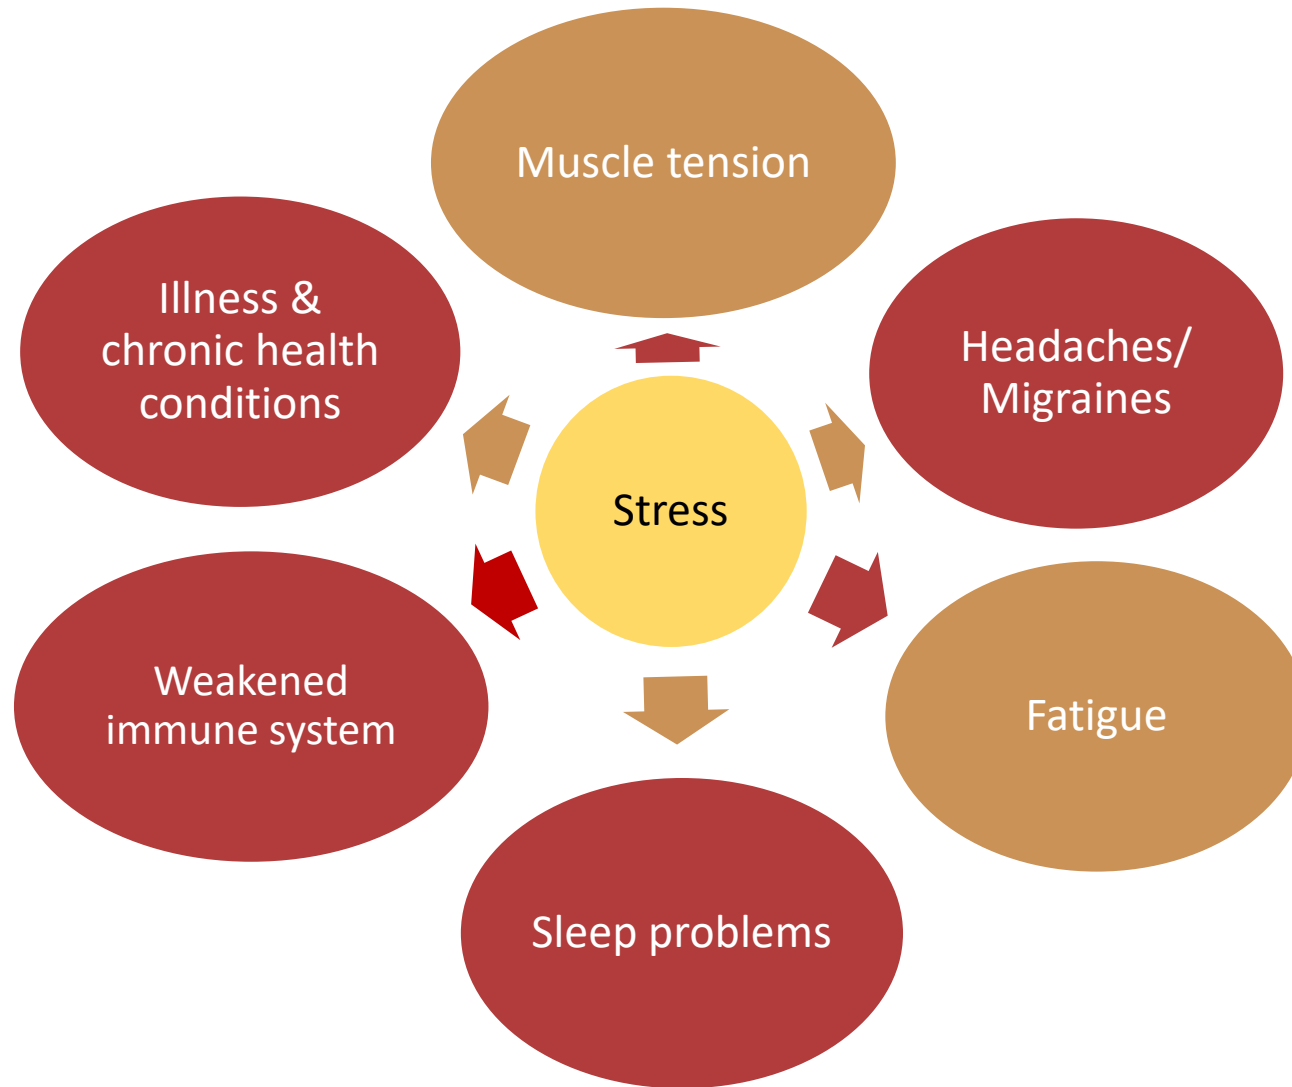 Muscle tension
Illness &
chronic health
conditions
Headaches/
Migraines
Stress
Weakened
immune system
Fatigue
Sleep problems